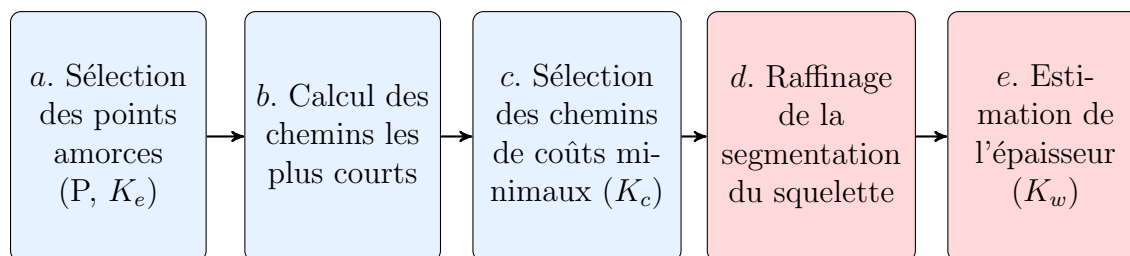 a. Sélection
des points
amorces
(P, Kₑ)
b. Calcul des
chemins les
plus courts
c. Sélection
des chemins
de coûts mi-
nimaux (K_c)
d. Raffinage
de la
segmentation
du squelette
e. Esti-
mation de
l'épaisseur
(K_w)